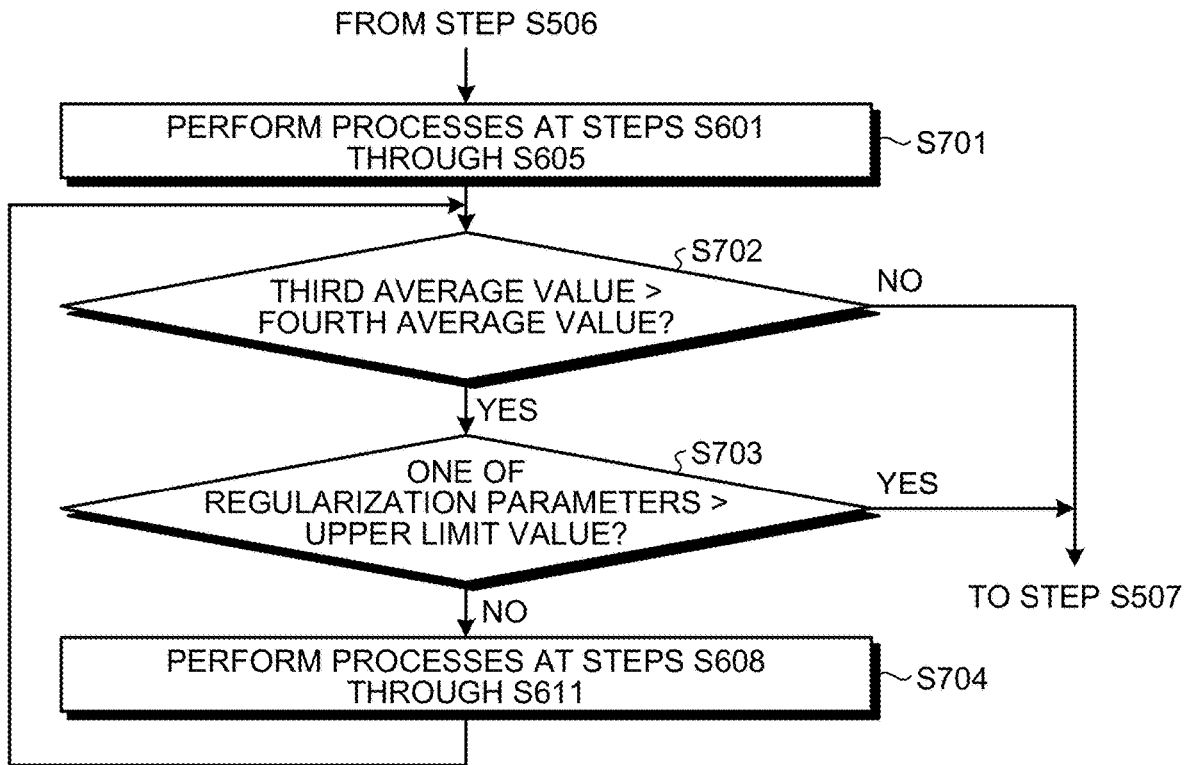 FROM STEP S506
PERFORM PROCESSES AT STEPS S601
THROUGH S605
S701
S702
THIRD AVERAGE VALUE >
FOURTH AVERAGE VALUE?
NO
YES
S703
ONE OF
REGULARIZATION PARAMETERS >
UPPER LIMIT VALUE?
YES
TO STEP S507
NO
PERFORM PROCESSES AT STEPS S608
THROUGH S611
S704